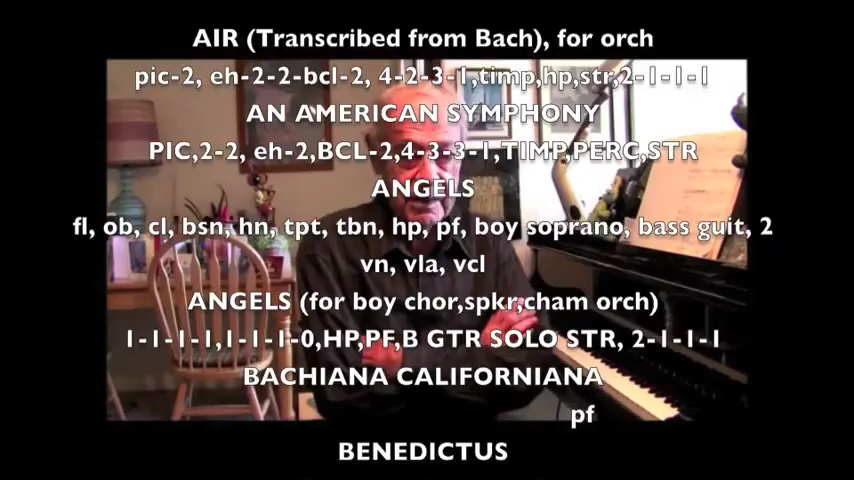 AIR (Transcribed from Bach), for orch
pic-2, eh-2-2-bcl-2, 4-2-3-1,timp,hp,str,2-1-1-1
AN AMERICAN SYMPHONY
PIC,2-2, eh-2,BCL-2,4-3-3-1,TIMP,PERC,STR
ANGELS
fl, ob, cl, bsn, hn, tpt, tbn, hp, pf, boy soprano, bass guit, 2
vn, vla, vcl
ANGELS (for boy chor,spkr,cham orch)
1-1-1-1,1-1-1-0,HP,PF,B GTR SOLO STR, 2-1-1-1
BACHIANA CALIFORNIANA
pf
BENEDICTUS